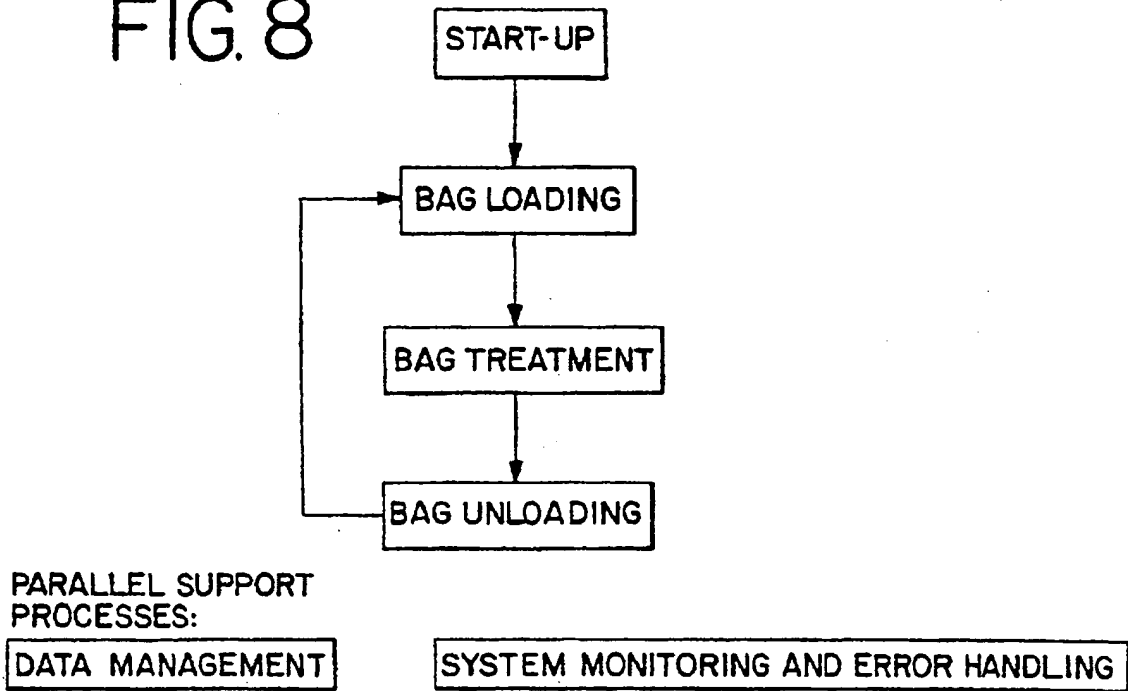 FIG. 8
START-UP
BAG LOADING
BAG TREATMENT
BAG UNLOADING
PARALLEL SUPPORT
PROCESSES:
DATA MANAGEMENT
SYSTEM MONITORING AND ERROR HANDLING